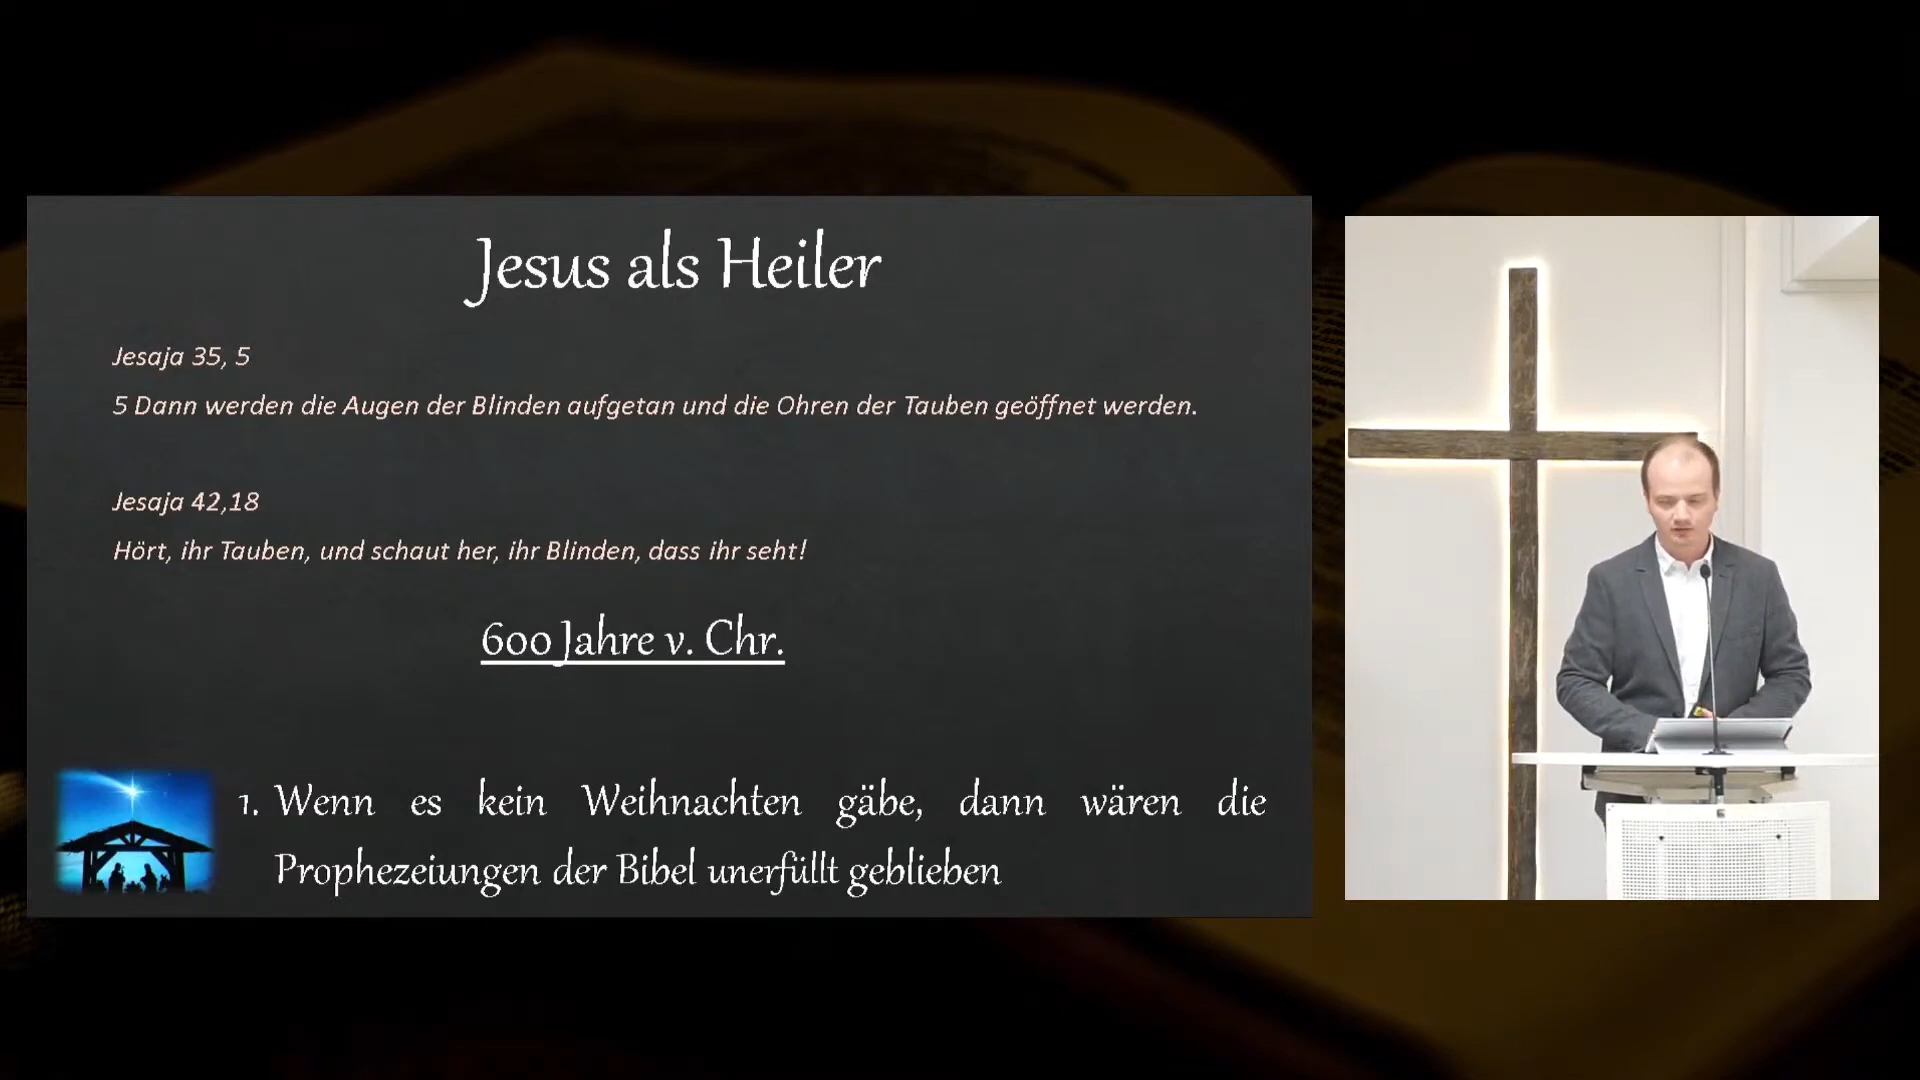 Jesus als Heiler
Jesaja 35, 5
5 Dann werden die Augen der Blinden aufgetan und die Ohren der Tauben geöffnet werden.
Jesaja 42,18
Hört, ihr Tauben, und schaut her, ihr Blinden, dass ihr seht!
600 Jahre v. Chr.
1. Wenn es kein Weihnachten gäbe, dann wären die
Prophezeiungen der Bibel unerfüllt geblieben